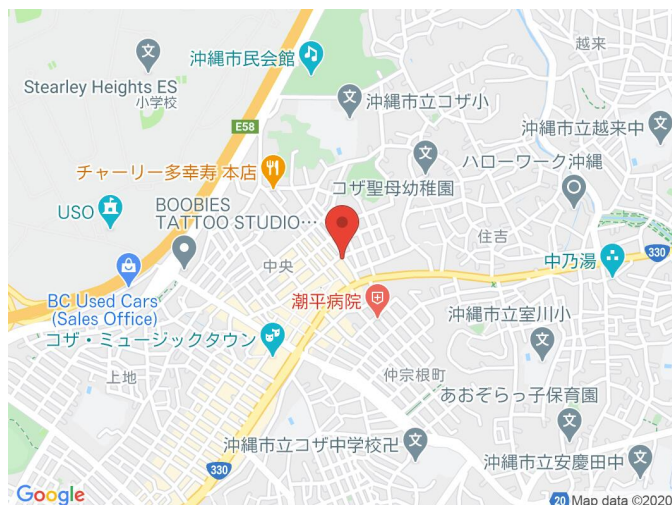 沖縄市民会館
越来
Stearley Heights ES
小学校
沖縄市立コザ小
E58
沖縄市立越来中
チャーリー多幸寿 本店
コザ聖母幼稚園
ハローワーク沖縄
USO
BOOBIES
TATTOO STUDIO…
住吉
中央
330
中乃湯
BC Used Cars
(Sales Office)
潮平病院
コザ・ミュージックタウン
沖縄市立室川小
上地
仲宗根町
あおぞらっ子保育園
沖縄市立コザ中学校卍
沖縄市立安慶田中
330
Google
20
Map data ©2020